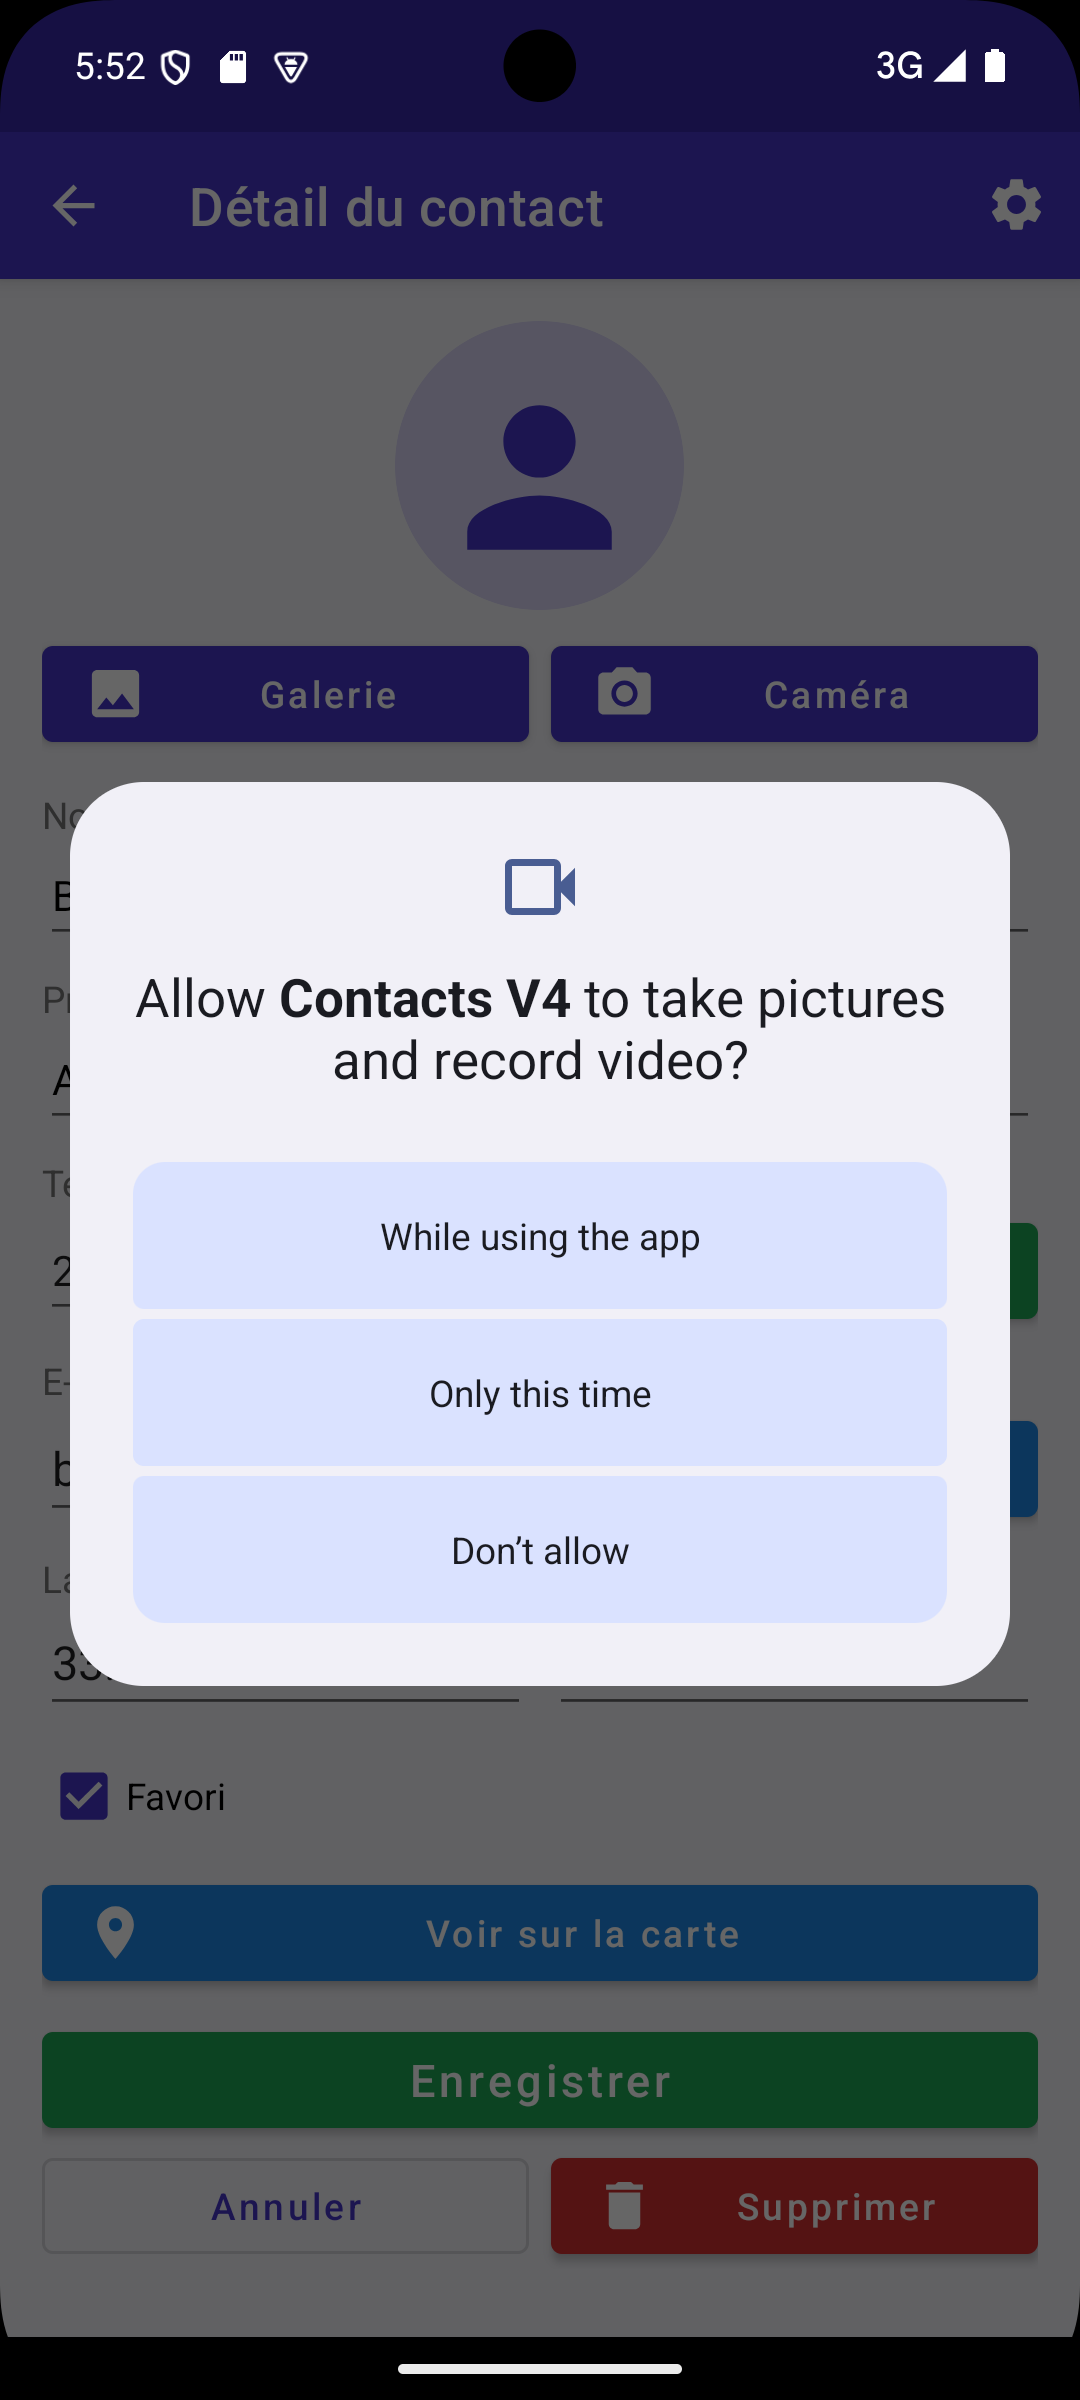 5:52 3G
Détail du contact
Galerie Caméra
Allow Contacts V4 to take pictures
and record video?
While using the app
Only this time
Don't allow
Favori
Voir sur la carte
Enregistrer
Annuler Supprimer